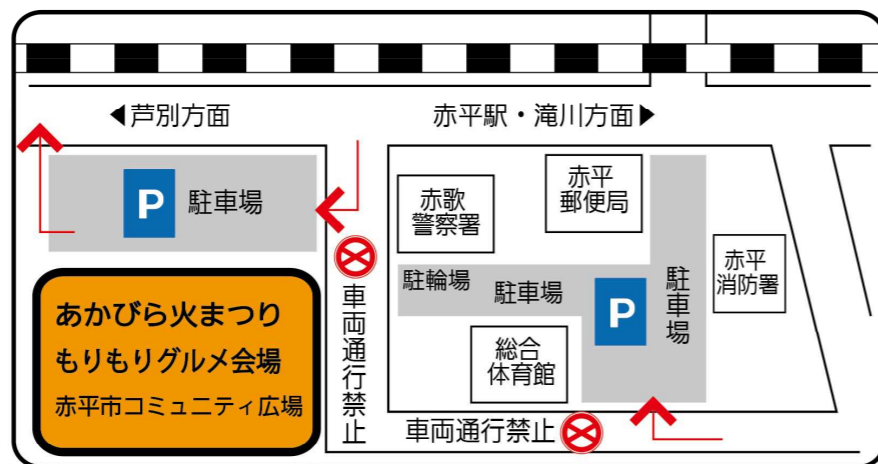 ◀芦別方面
赤平駅・滝川方面▶
P 駐車場
赤歌
警察署
赤平
郵便局
赤平
消防署
駐輪場
駐車場
P
駐車場
総合
体育館
車両通行禁止
車両通行禁止
あかびら火まつり
もりもりグルメ会場
赤平市コミュニティ広場